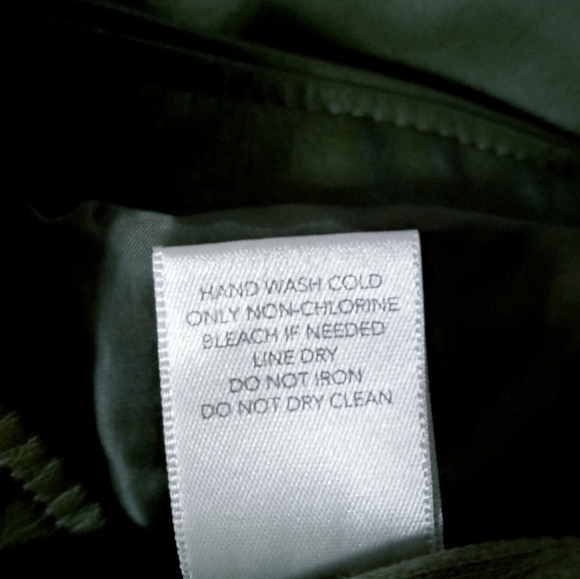 HAND WASH COLD
ONLY NON-CHLORINE
BLEACH IF NEEDED
LINE DRY
DO NOT IRON
DO NOT DRY CLEAN